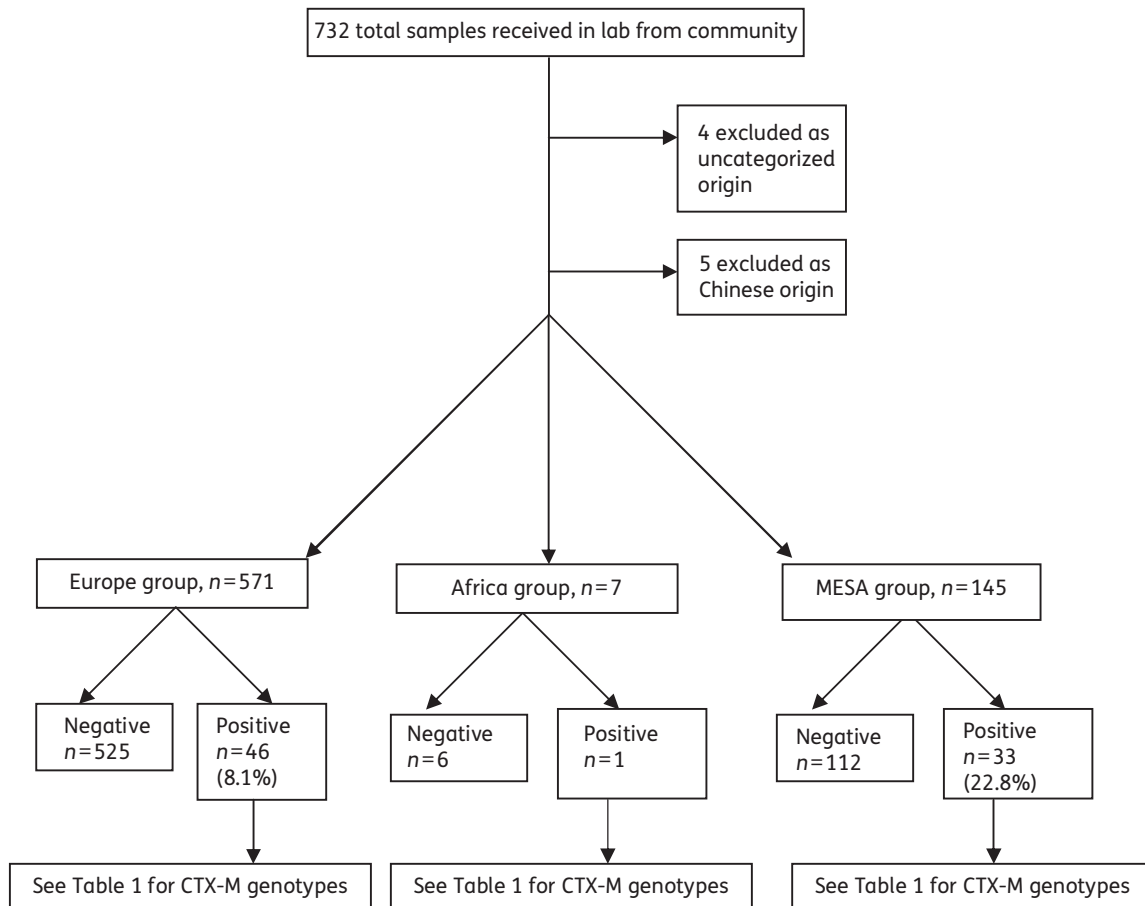 732 total samples received in lab from community
4 excluded as
uncategorized
origin
5 excluded as
Chinese origin
Europe group, n=571
Africa group, n=7
MESA group, n=145
Negative
n=525
Positive
n=46
(8.1%)
Negative
n=6
Positive
n=1
Negative
n=112
Positive
n=33
(22.8%)
See Table 1 for CTX-M genotypes
See Table 1 for CTX-M genotypes
See Table 1 for CTX-M genotypes